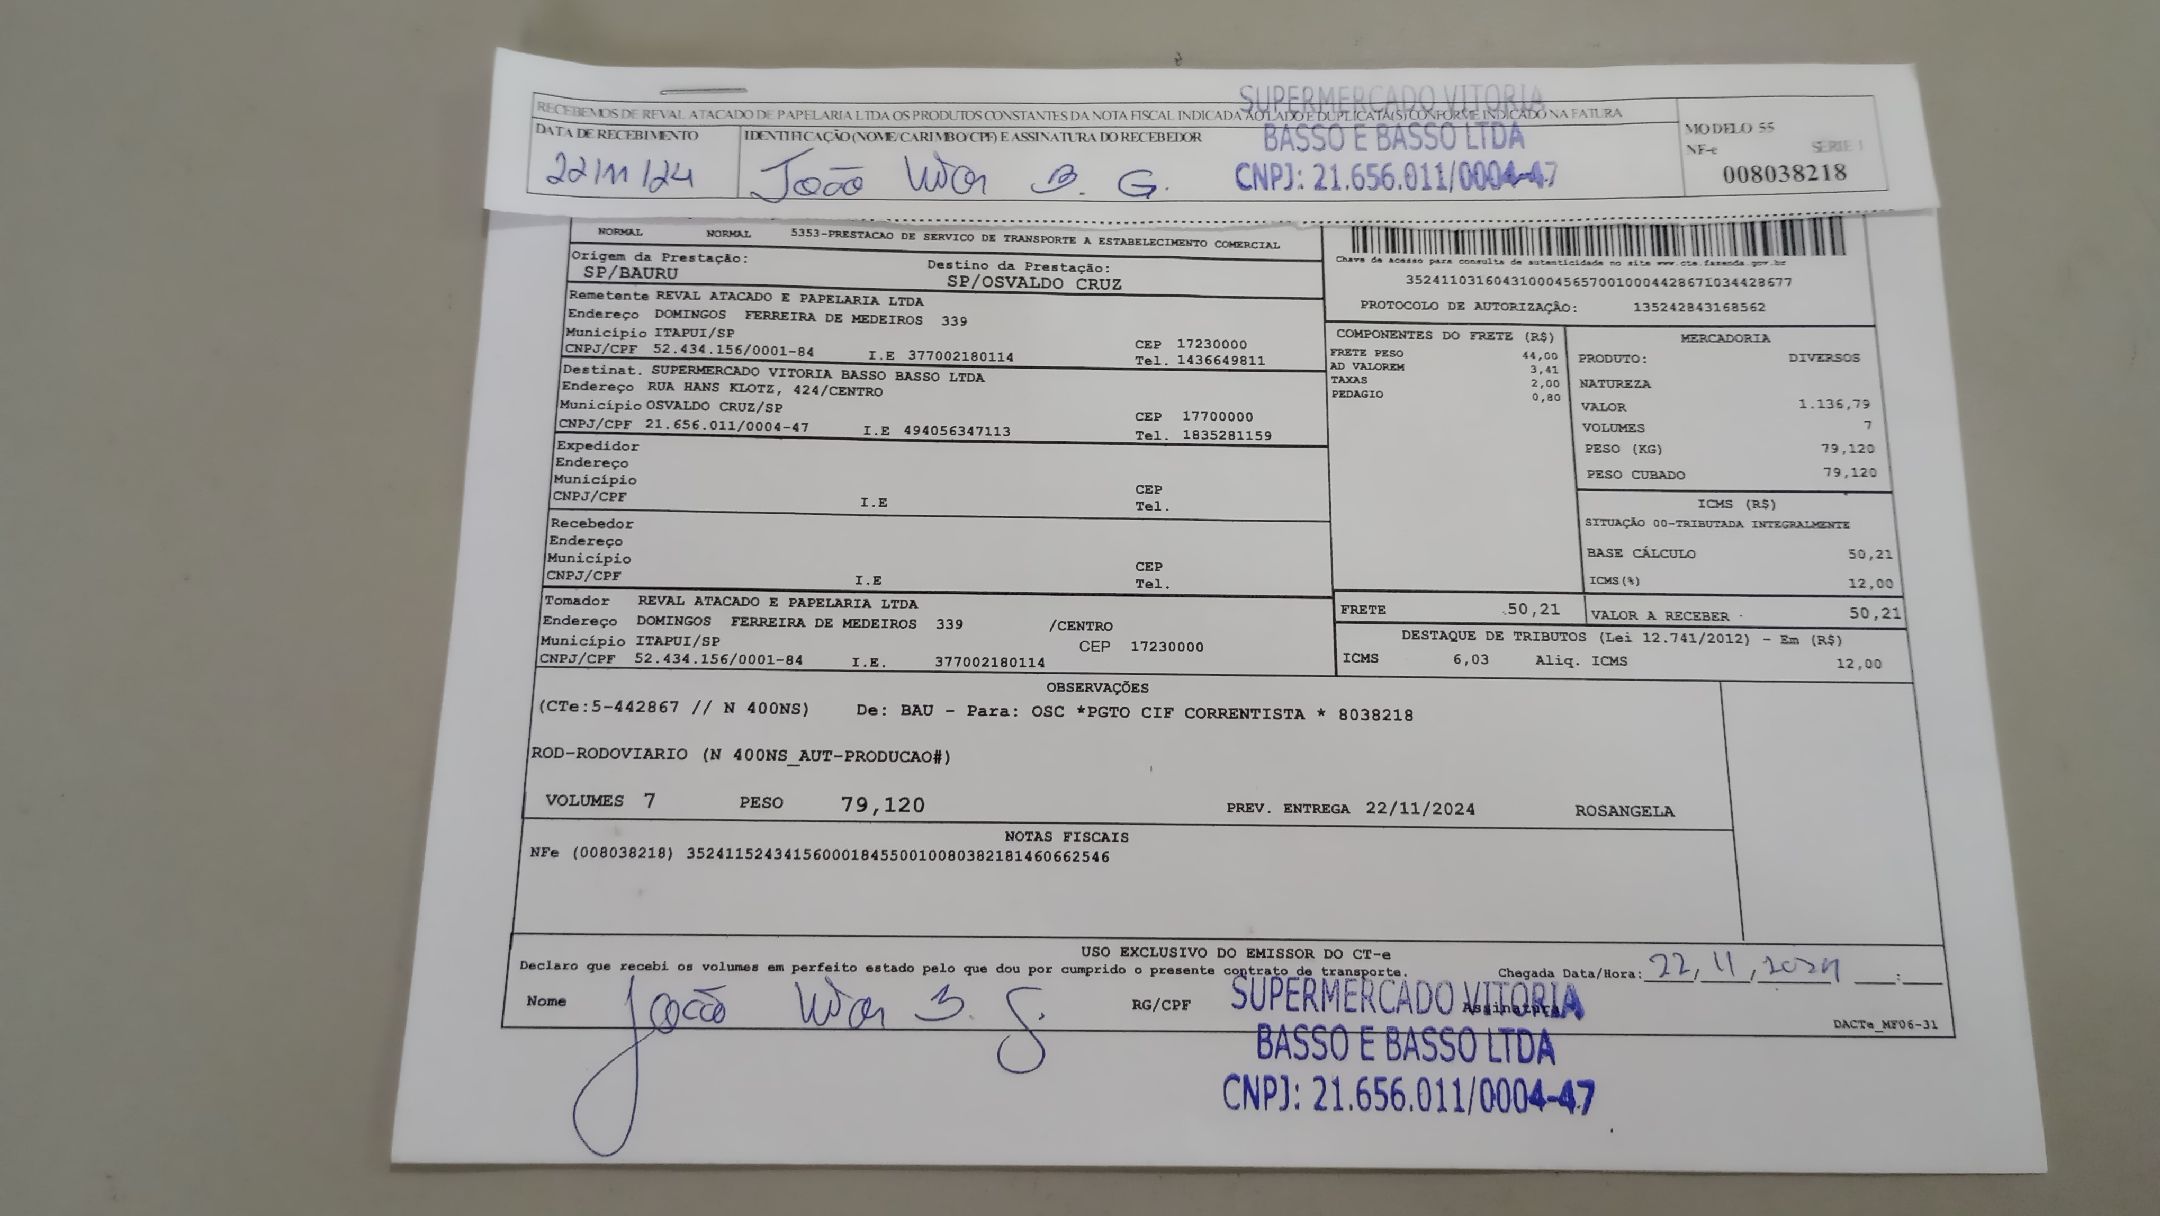 RECEBEMOS DE REVAL ATACADO DE PAPELARIA LTDA OS PRODUTOS CONSTANTES DA NOTA FISCAL INDICADA AO LADO E DUPLICATA(S) CONFORME INDICADO NA FATURA
SUPERMERCADO VITORIA
BASSO E BASSO LTDA
CNPJ: 21.656.011/0004-47
DATA DE RECEBIMENTO
22/11/24
IDENTIFICAÇÃO (NOME/CARIMBO/CPF) E ASSINATURA DO RECEBEDOR
João B. G.
MODELO 55
NF-e SERIE 1
008038218
NORMAL NORMAL 5353-PRESTACAO DE SERVICO DE TRANSPORTE A ESTABELECIMENTO COMERCIAL
Origem da Prestação: Destino da Prestação:
SP/BAURU SP/OSVALDO CRUZ
Chave de acesso para consulta de autenticidade no site www.cte.fazenda.gov.br
35241103160431000456570010004428671034428677
PROTOCOLO DE AUTORIZAÇÃO: 135242843168562
Remetente REVAL ATACADO E PAPELARIA LTDA
Endereço DOMINGOS FERREIRA DE MEDEIROS 339
Município ITAPUI/SP CEP 17230000
CNPJ/CPF 52.434.156/0001-84 I.E 377002180114 Tel. 1436649811
Destinat. SUPERMERCADO VITORIA BASSO BASSO LTDA
Endereço RUA HANS KLOTZ, 424/CENTRO
Município OSVALDO CRUZ/SP CEP 17700000
CNPJ/CPF 21.656.011/0004-47 I.E 494056347113 Tel. 1835281159
Expedidor
Endereço
Município CEP
CNPJ/CPF I.E Tel.
Recebedor
Endereço
Município CEP
CNPJ/CPF I.E Tel.
Tomador REVAL ATACADO E PAPELARIA LTDA
Endereço DOMINGOS FERREIRA DE MEDEIROS 339 /CENTRO
Município ITAPUI/SP CEP 17230000
CNPJ/CPF 52.434.156/0001-84 I.E. 377002180114
COMPONENTES DO FRETE (R$)
FRETE PESO 44,00
AD VALOREM 3,41
TAXAS 2,00
PEDAGIO 0,80
MERCADORIA
PRODUTO: DIVERSOS
NATUREZA
VALOR 1.136,79
VOLUMES 7
PESO (KG) 79,120
PESO CUBADO 79,120
ICMS (R$)
SITUAÇÃO 00-TRIBUTADA INTEGRALMENTE
BASE CÁLCULO 50,21
ICMS(%) 12,00
FRETE 50,21 VALOR A RECEBER 50,21
DESTAQUE DE TRIBUTOS (Lei 12.741/2012) - Em (R$)
ICMS 6,03 Aliq. ICMS 12,00
OBSERVAÇÕES
(CTe:5-442867 // N 400NS) De: BAU - Para: OSC *PGTO CIF CORRENTISTA * 8038218
ROD-RODOVIARIO (N 400NS_AUT-PRODUCAO#)
VOLUMES 7 PESO 79,120 PREV. ENTREGA 22/11/2024 ROSANGELA
NOTAS FISCAIS
NFe (008038218) 35241152434156000184550010080382181460662546
USO EXCLUSIVO DO EMISSOR DO CT-e
Declaro que recebi os volumes em perfeito estado pelo que dou por cumprido o presente contrato de transporte. Chegada Data/Hora: 22/11/2024 :
Nome João B. G. RG/CPF Assinatura
SUPERMERCADO VITORIA
BASSO E BASSO LTDA
CNPJ: 21.656.011/0004-47
DACTe_MF06-31